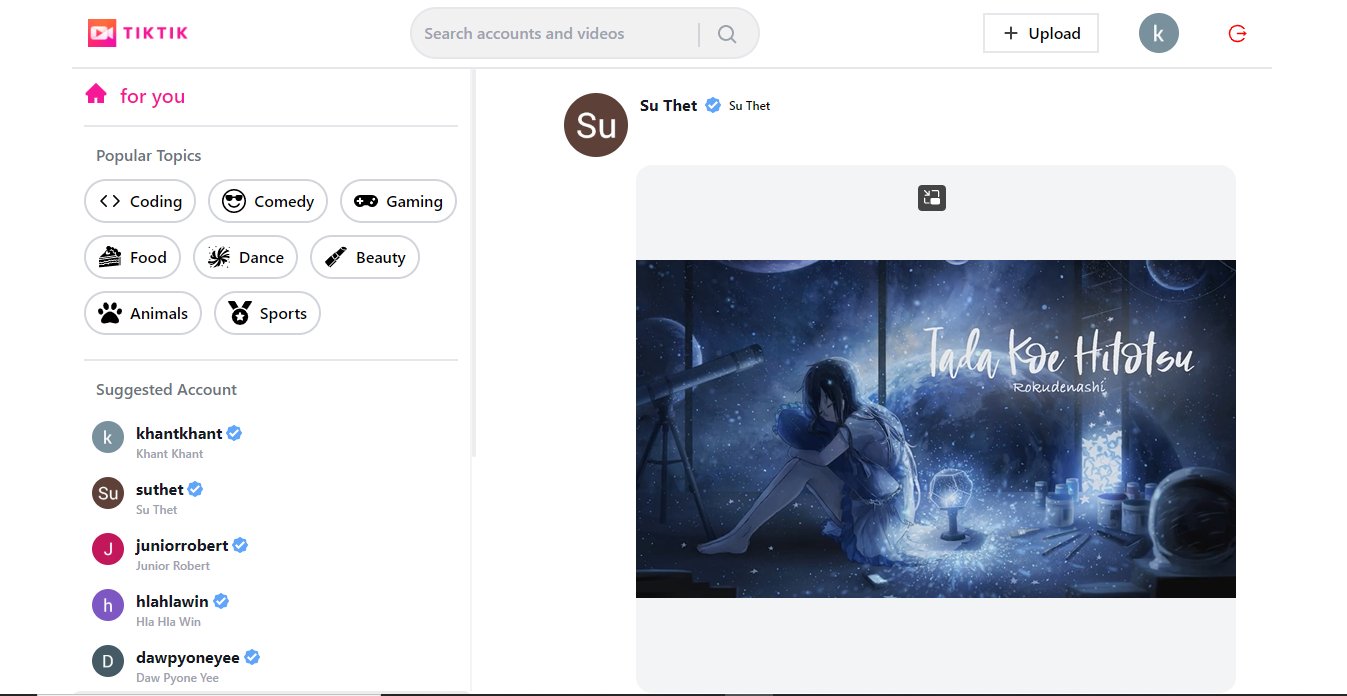 TIKTIK
Search accounts and videos
Upload
k
for you
Popular Topics
Coding
Comedy
Gaming
Food
Dance
Beauty
Animals
Sports
Suggested Account
k
khantkhant
Khant Khant
Su
suthet
Su Thet
J
juniorrobert
Junior Robert
h
hlahlawin
Hla Hla Win
D
dawpyoneyee
Daw Pyone Yee
Su
Su Thet Su Thet
Tada Koe Hitotsu
Rokudenashi